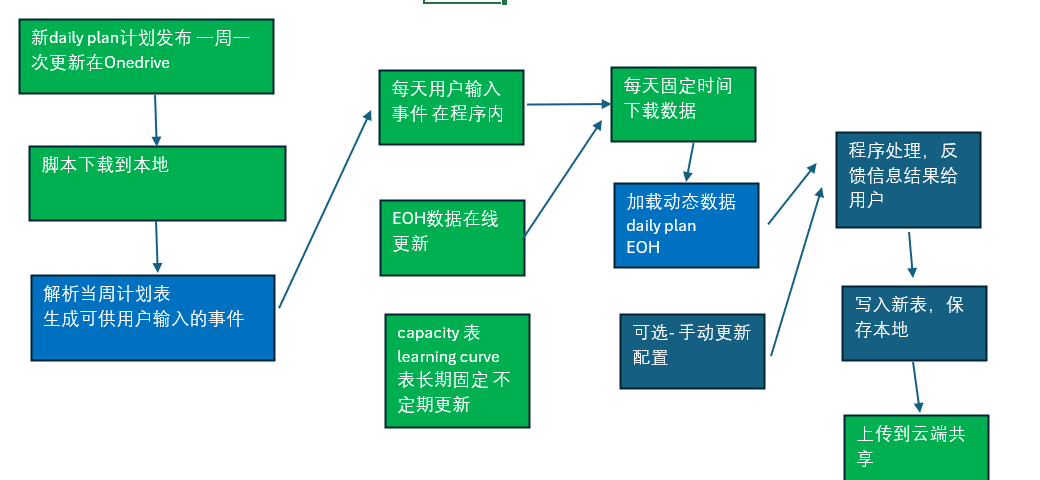 新daily plan计划发布 一周一
次更新在Onedrive
脚本下载到本地
解析当周计划表
生成可供用户输入的事件
每天用户输入
事件 在程序内
EOH数据在线
更新
capacity 表
learning curve
表长期固定 不
定期更新
每天固定时间
下载数据
加载动态数据
daily plan
EOH
可选- 手动更新
配置
程序处理，反
馈信息结果给
用户
写入新表，保
存本地
上传到云端共
享